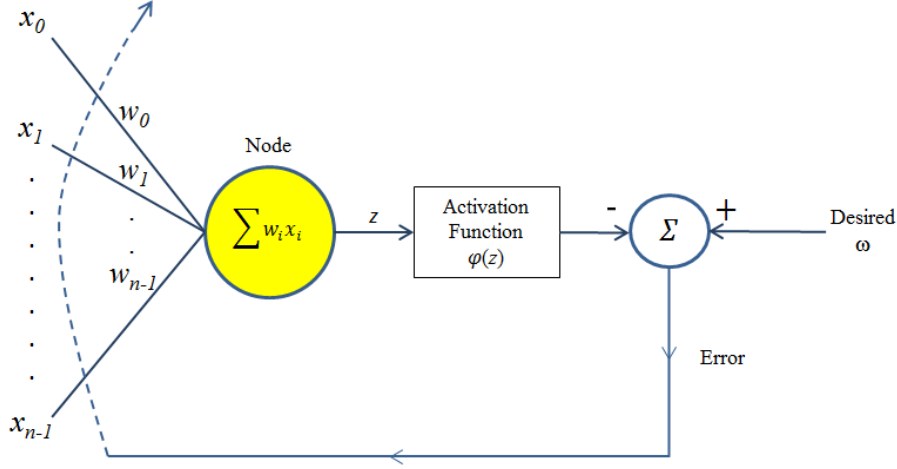 x₀
w₀
x₁
w₁
wₙ₋₁
xₙ₋₁
Node
∑ wᵢxᵢ
z
Activation
Function
φ(z)
-
Σ
+
Desired
ω
Error